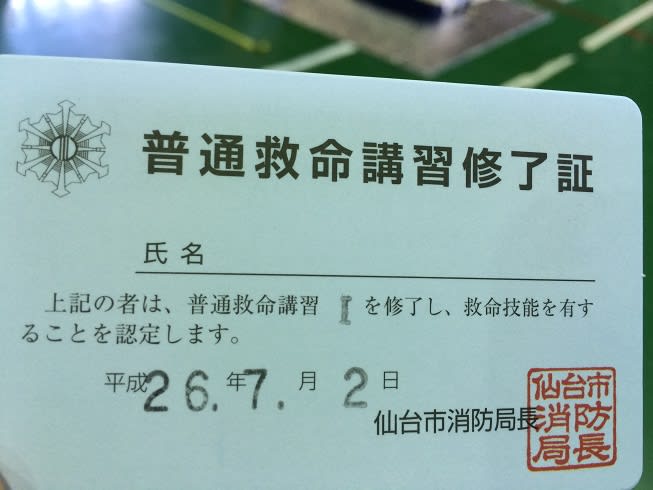 普通救命講習修了証
氏名
上記の者は、普通救命講習 I を修了し、救命技能を有す
ることを認定します。
平成26.年7.月2日
仙台市消防局長
仙台市
消防
局長